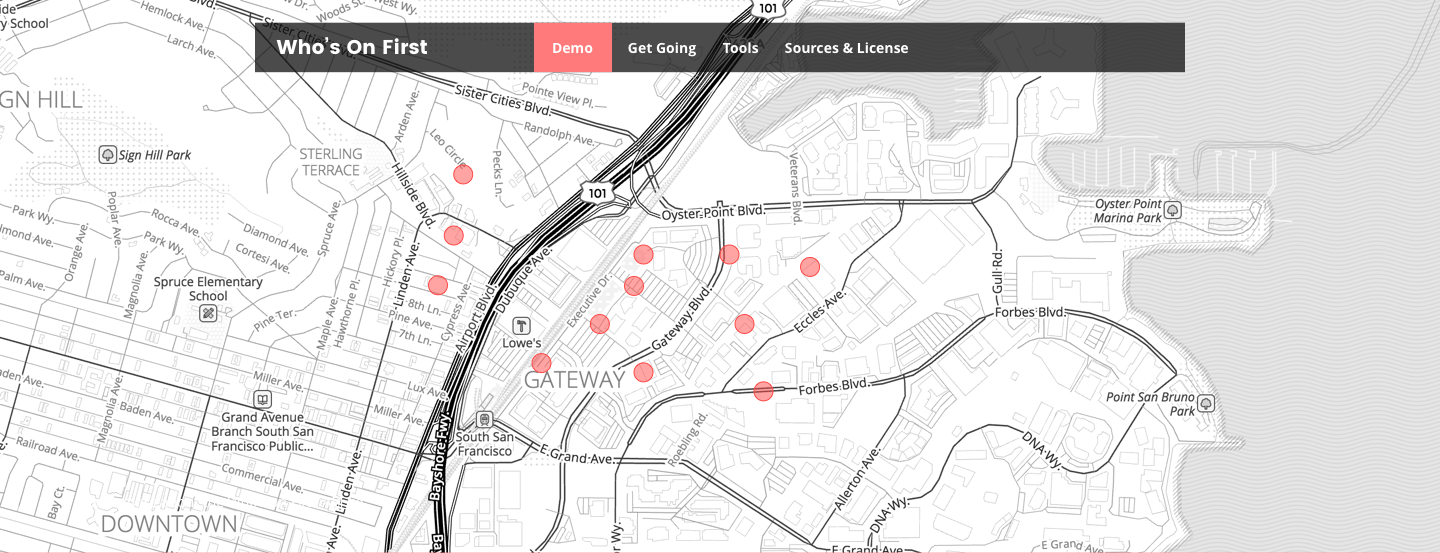 101
Who's On First
Demo
Get Going
Tools
Sources & License
y School
Hemlock Ave.
Larch Ave.
Woods St.
West Wy.
Sister Cities Blvd.
Pointe View Pl.
Sister Cities Blvd.
Randolph Ave.
GN HILL
Arden Ave.
Leo Circle
Pecks Ln.
Sign Hill Park
STERLING
TERRACE
Hillside Blvd.
101
Veterans Blvd.
Oyster Point Blvd.
Oyster Point
Marina Park
Park Wy.
Poplar Ave.
Rocca Ave.
Diamond Ave.
Spruce Ave.
lmond Ave.
Orange Ave.
Park Wy.
Cortesi Ave.
Hickory Pl.
Linden Ave.
Dubuque Ave.
Gull Rd.
Palm Ave.
Magnolia Ave.
Spruce Elementary
School
8th Ln.
Pine Ave.
7th Ln.
Cypress Ave.
Airport Blvd.
Executive Dr.
Gateway Blvd.
Eccles Ave.
Forbes Blvd.
Pine Ter.
Maple Ave.
Hawthorne Pl.
Lowe's
GATEWAY
aden Ave.
Magnolia Ave.
Miller Ave.
Lux Ave.
Forbes Blvd.
Point San Bruno
Park
Baden Ave.
Grand Avenue
Branch South San
Francisco Public...
Miller Ave.
South San
Francisco
Bayshore Fwy.
E Grand Ave.
Roebling Rd.
DNA Wy.
Railroad Ave.
Commercial Ave.
Linden Ave.
Bay Ct.
Allerton Ave.
DNA Wy.
DOWNTOWN
Ave.
r Wy.
Bay
E Grand Ave.
E Grand Ave.